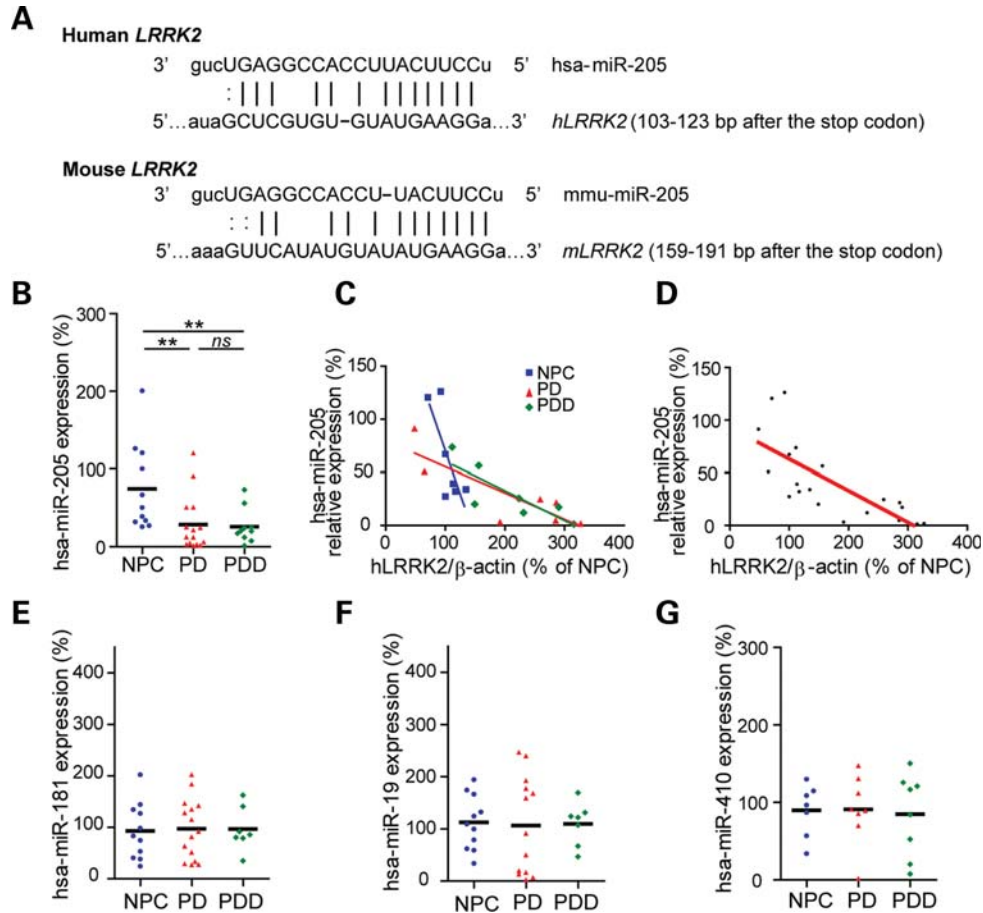 A
Human LRRK2
3' gucUGAGGCCACCUUACUUCCu 5' hsa-miR-205
5'...auaGCUCGUGU–GUAUGAAGGa...3' hLRRK2 (103-123 bp after the stop codon)
Mouse LRRK2
3' gucUGAGGCCACCU–UACUUCCu 5' mmu-miR-205
5'...aaaGUUCAUAUGUAUAUGAAGGa...3' mLRRK2 (159-191 bp after the stop codon)
B
hsa-miR-205 expression (%)
300
200
100
0
**
** ns
NPC PD PDD
C
hsa-miR-205
relative expression (%)
150
100
50
0
NPC
PD
PDD
0 100 200 300 400
hLRRK2/β-actin (% of NPC)
D
hsa-miR-205
relative expression (%)
150
100
50
0
0 100 200 300 400
hLRRK2/β-actin (% of NPC)
E
hsa-miR-181 expression (%)
400
300
200
100
0
NPC PD PDD
F
hsa-miR-19 expression (%)
400
300
200
100
0
NPC PD PDD
G
hsa-miR-410 expression (%)
300
200
100
0
NPC PD PDD